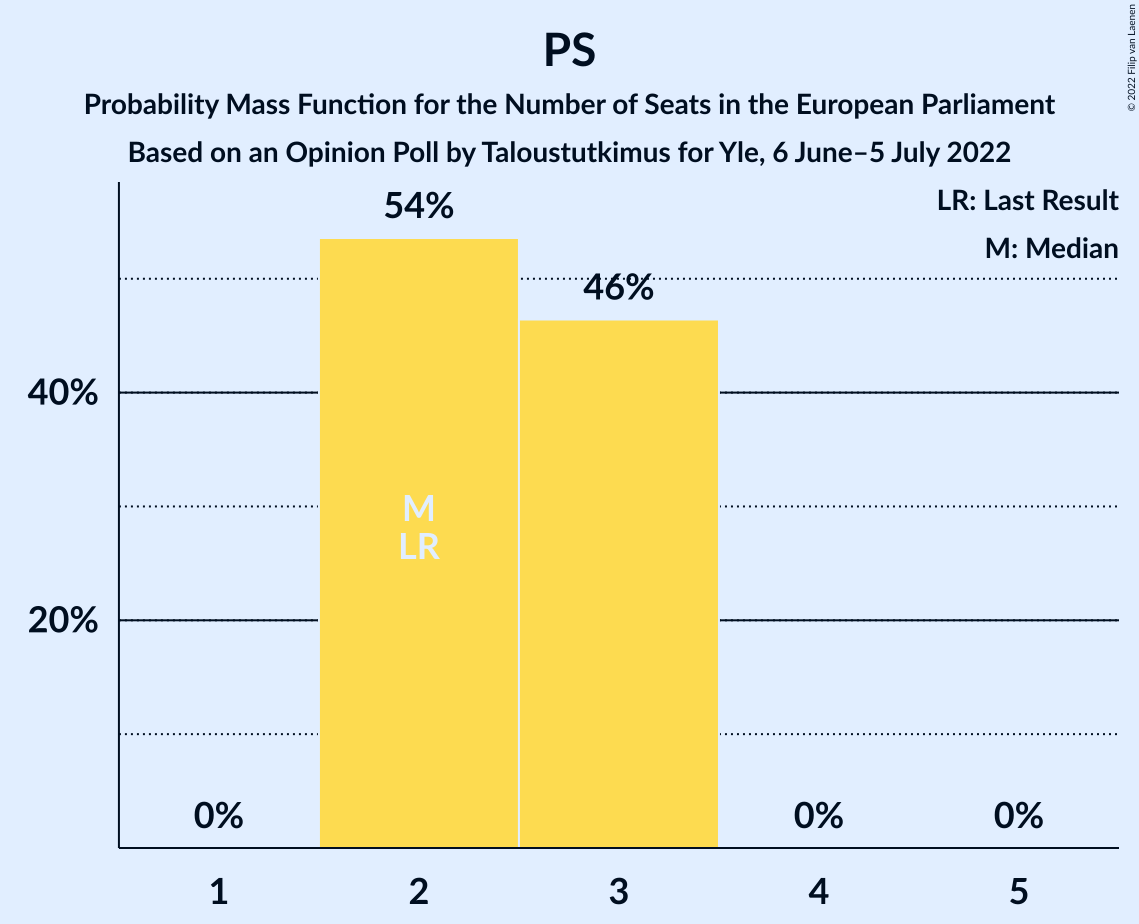 PS
Probability Mass Function for the Number of Seats in the European Parliament
Based on an Opinion Poll by Taloustutkimus for Yle, 6 June–5 July 2022
© 2022 Filip van Laenen
LR: Last Result
M: Median
54%
46%
40%
20%
M
LR
0%
0%
0%
1
2
3
4
5